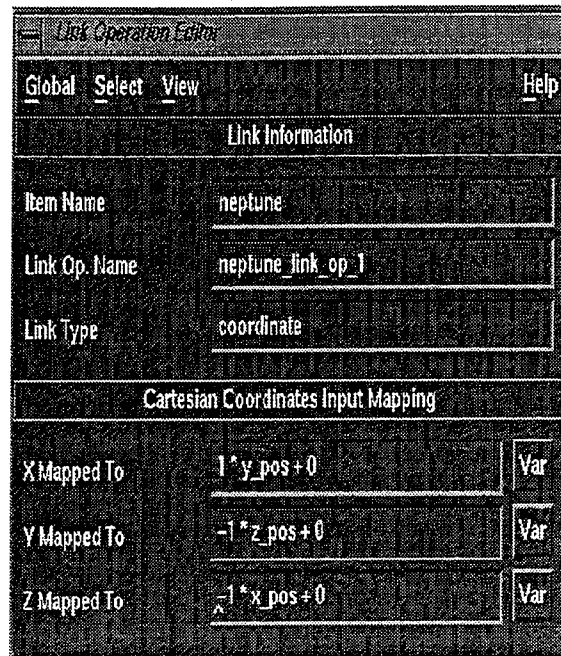 Link Operation Editor
Global Select View Help
Link Information
Item Name neptune
Link Op. Name neptune_link_op_1
Link Type coordinate
Cartesian Coordinates Input Mapping
X Mapped To 1 * y_pos + 0 Var
Y Mapped To -1 * z_pos + 0 Var
Z Mapped To -1 * x_pos + 0 Var